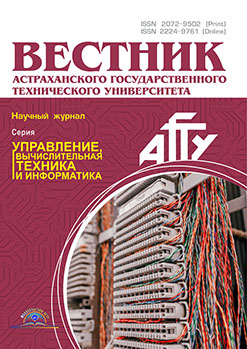 ISSN 2072-9502 (Print)
ISSN 2224-9761 (Online)
ВЕСТНИК
АСТРАХАНСКОГО ГОСУДАРСТВЕННОГО
ТЕХНИЧЕСКОГО УНИВЕРСИТЕТА
Научный журнал
Серия
УПРАВЛЕНИЕ,
ВЫЧИСЛИТЕЛЬНАЯ
ТЕХНИКА
И ИНФОРМАТИКА
АГТУ